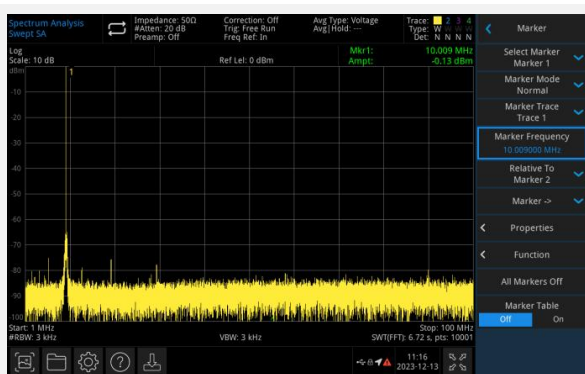 Spectrum Analysis
Swept SA
Impedance: 50Ω
#Atten: 20 dB
Preamp: Off
Correction: Off
Trig: Free Run
Freq Ref: In
Avg Type: Voltage
Avg|Hold: ---
Trace: 1 2 3 4
Type: W W W W
Det: N N N N
Log
Scale: 10 dB
Ref Lel: 0 dBm
Mkr1: 10.009 MHz
Ampt: -0.13 dBm
dBm
1
-10
-20
-30
-40
-50
-60
-70
-80
-90
-100
Start: 1 MHz
#RBW: 3 kHz
VBW: 3 kHz
Stop: 100 MHz
SWT(FFT): 6.72 s, pts: 10001
11:16
2023-12-13
Marker
Select Marker
Marker 1
Marker Mode
Normal
Marker Trace
Trace 1
Marker Frequency
10.009000 MHz
Relative To
Marker 2
Marker ->
Properties
Function
All Markers Off
Marker Table
Off On